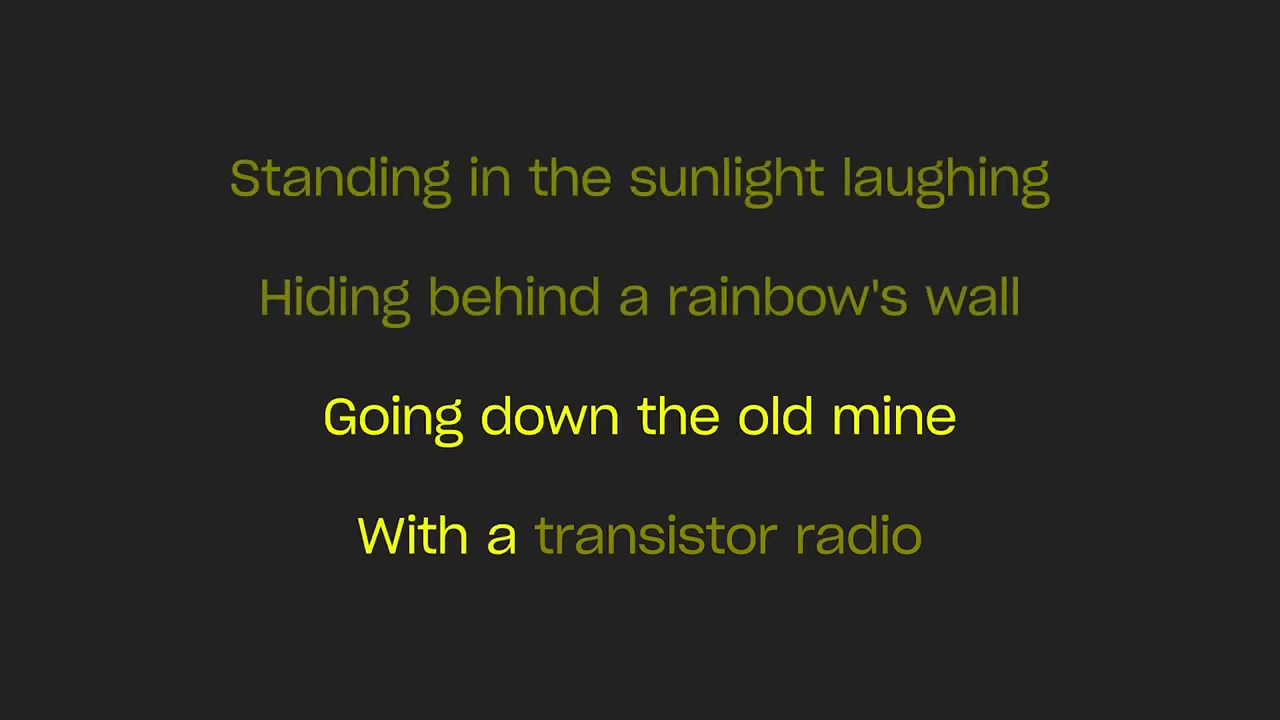 Standing in the sunlight laughing
Hiding behind a rainbow's wall
Going down the old mine
With a transistor radio